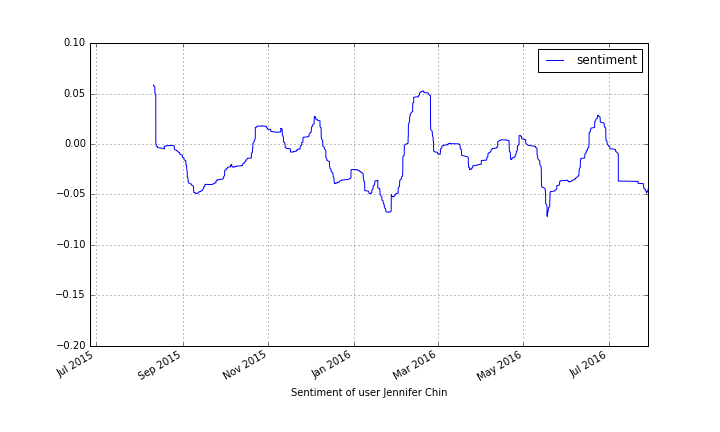 0.10
sentiment
0.05
0.00
−0.05
−0.10
−0.15
−0.20
Jul 2015
Sep 2015
Nov 2015
Jan 2016
Mar 2016
May 2016
Jul 2016
Sentiment of user Jennifer Chin